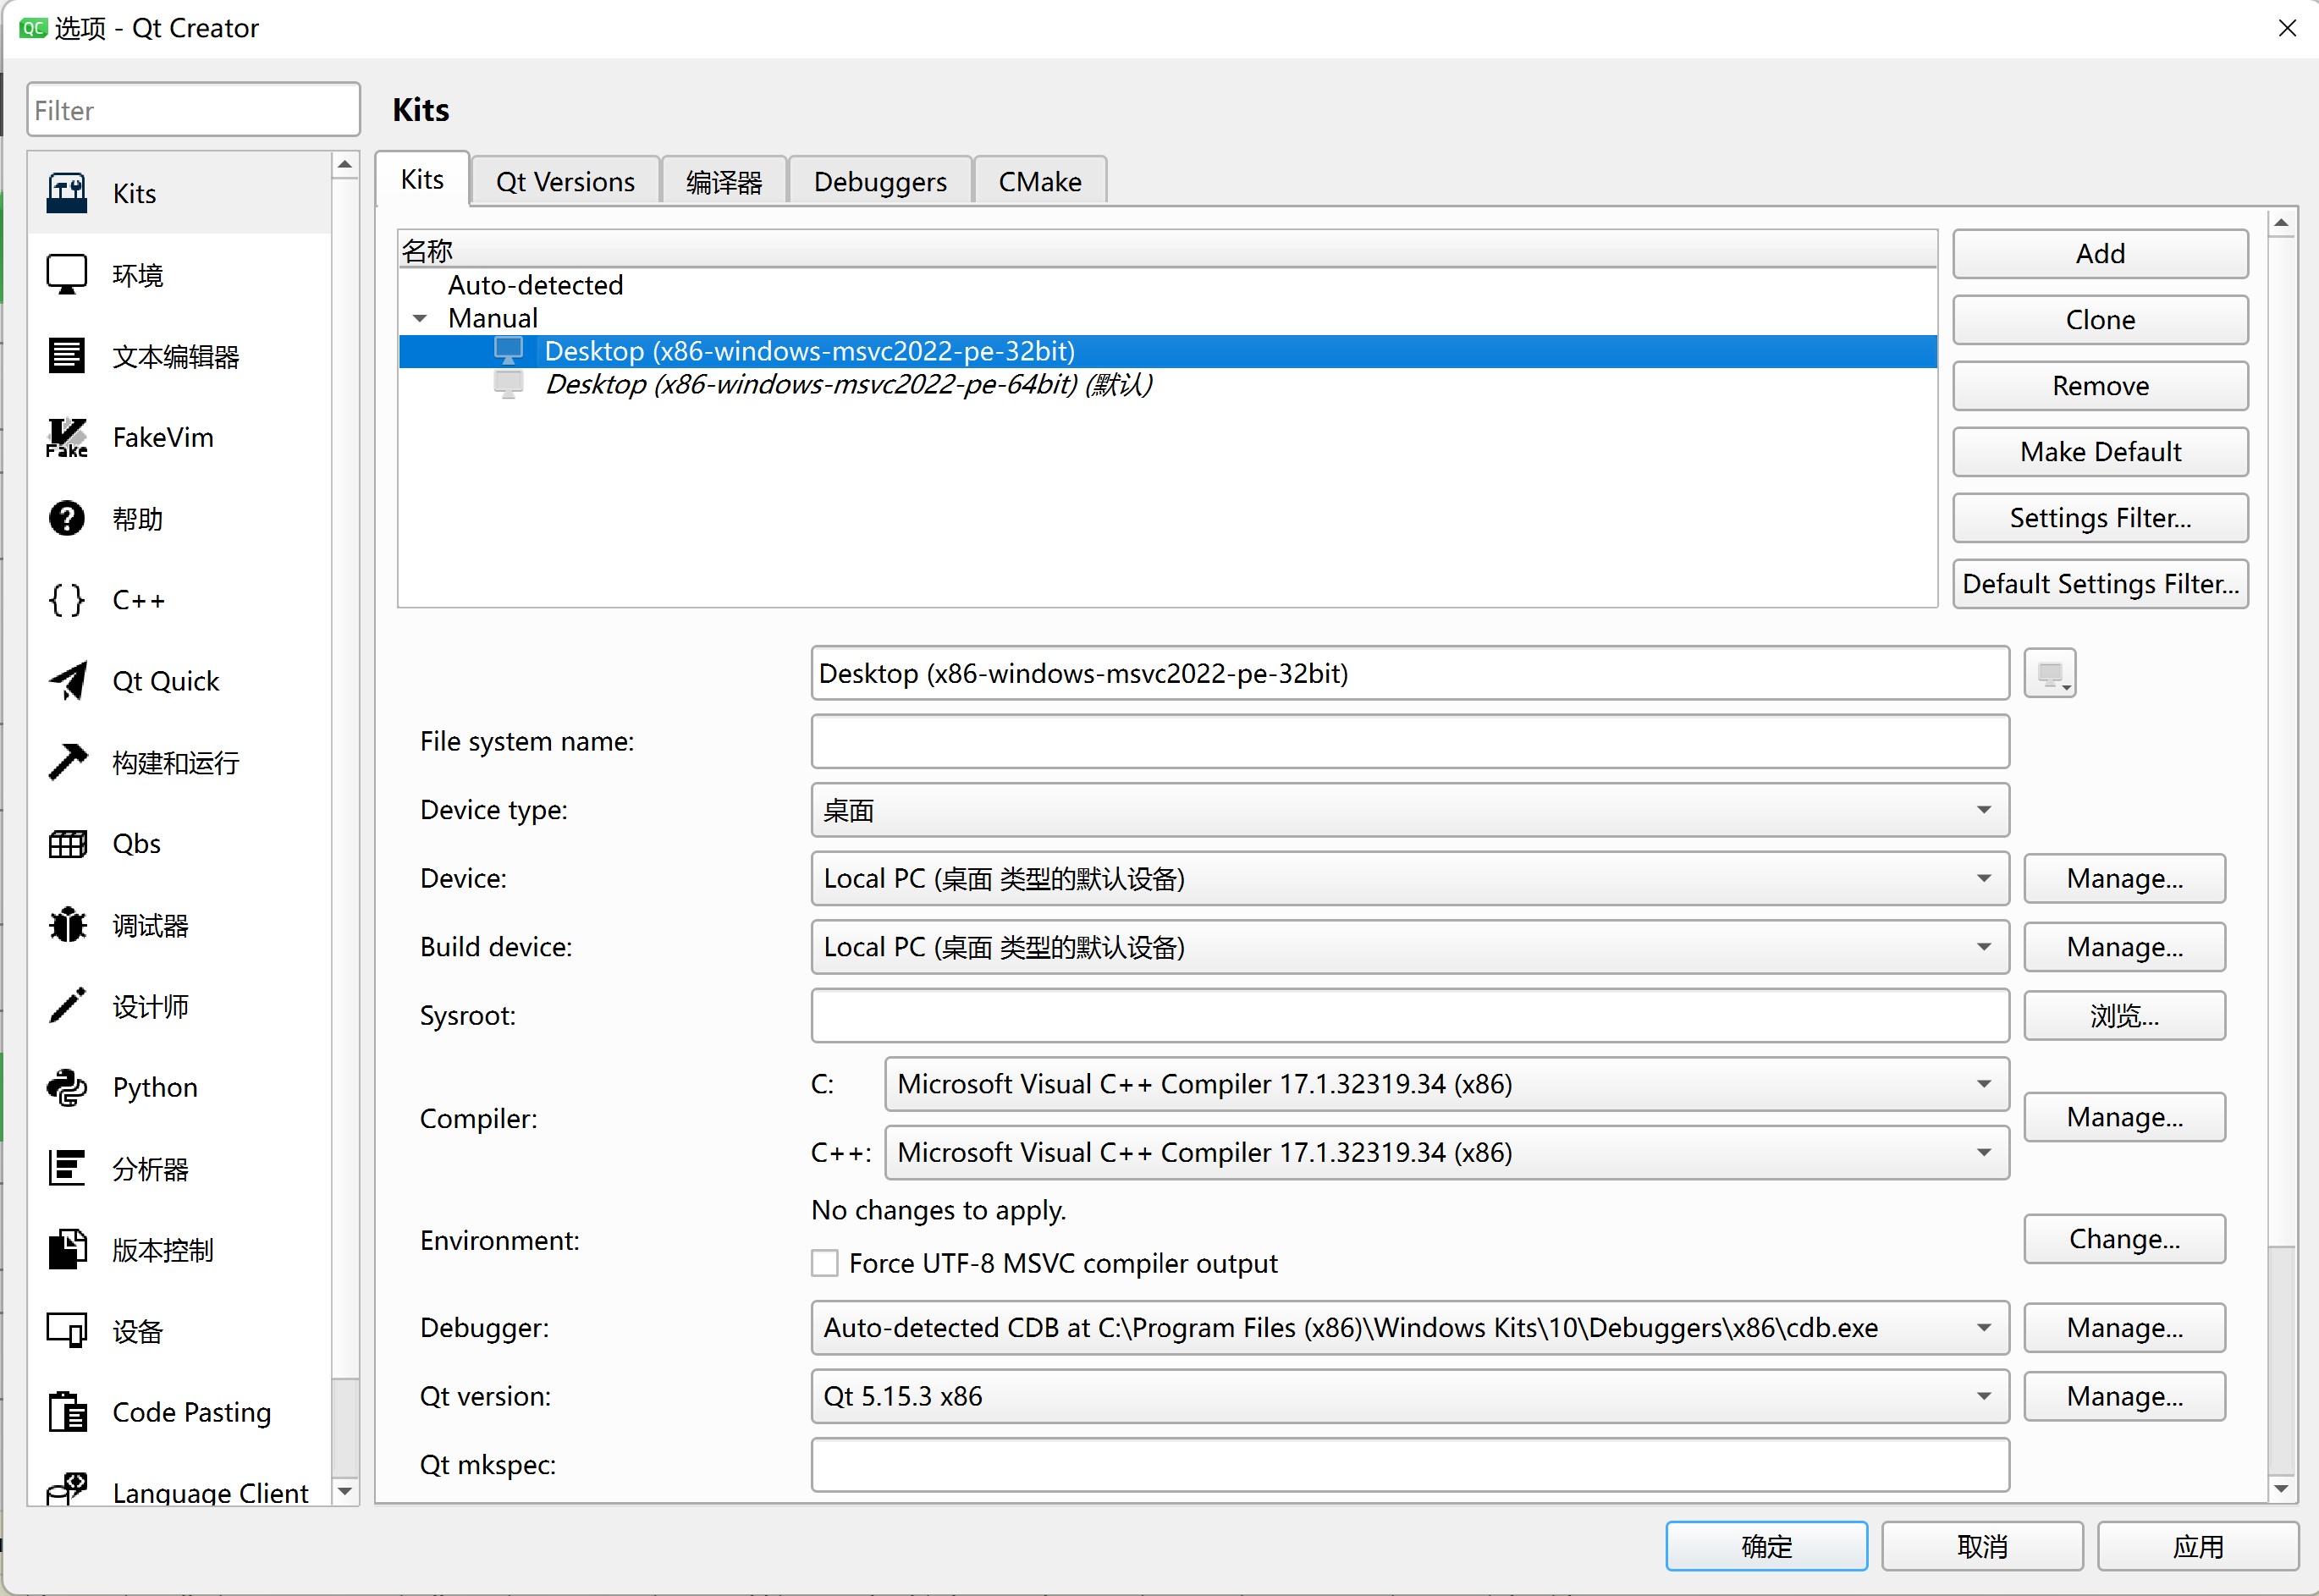 选项 - Qt Creator
Filter
Kits
环境
文本编辑器
FakeVim
帮助
C++
Qt Quick
构建和运行
Qbs
调试器
设计师
Python
分析器
版本控制
设备
Code Pasting
Language Client
Kits
Kits Qt Versions 编译器 Debuggers CMake
名称
Auto-detected
Manual
Desktop (x86-windows-msvc2022-pe-32bit)
Desktop (x86-windows-msvc2022-pe-64bit) (默认)
Add
Clone
Remove
Make Default
Settings Filter...
Default Settings Filter...
Desktop (x86-windows-msvc2022-pe-32bit)
File system name:
Device type: 桌面
Device: Local PC (桌面 类型的默认设备) Manage...
Build device: Local PC (桌面 类型的默认设备) Manage...
Sysroot: 浏览...
Compiler:
C: Microsoft Visual C++ Compiler 17.1.32319.34 (x86)
C++: Microsoft Visual C++ Compiler 17.1.32319.34 (x86)
Manage...
Environment:
No changes to apply.
Force UTF-8 MSVC compiler output
Change...
Debugger: Auto-detected CDB at C:\Program Files (x86)\Windows Kits\10\Debuggers\x86\cdb.exe Manage...
Qt version: Qt 5.15.3 x86 Manage...
Qt mkspec:
确定 取消 应用